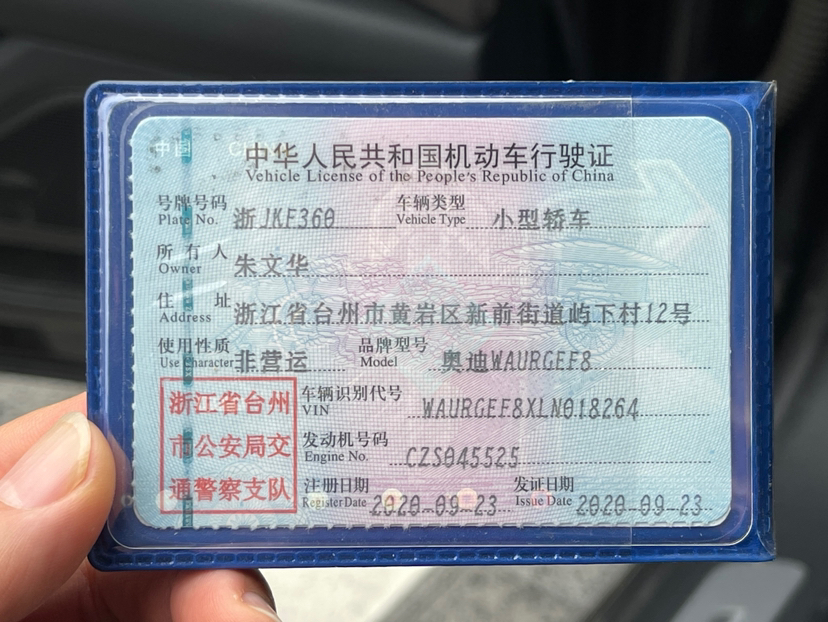 中国
中华人民共和国机动车行驶证
Vehicle License of the People's Republic of China
号牌号码 浙JKF360 车辆类型 小型轿车
Plate No. Vehicle Type
所有人 朱文华
Owner
住址 浙江省台州市黄岩区新前街道屿下村12号
Address
使用性质 非营运 品牌型号 奥迪WAURGEF8
Use Character Model
浙江省台州
市公安局交
通警察支队
车辆识别代号 WAURGEF8XLN018264
VIN
发动机号码 CZS045525
Engine No.
注册日期 2020-09-23 发证日期 2020-09-23
Register Date Issue Date